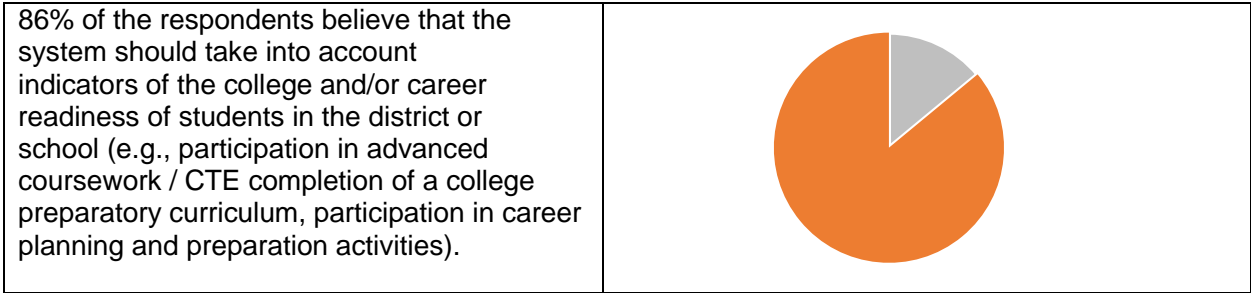 86% of the respondents believe that the
system should take into account
indicators of the college and/or career
readiness of students in the district or
school (e.g., participation in advanced
coursework / CTE completion of a college
preparatory curriculum, participation in career
planning and preparation activities).